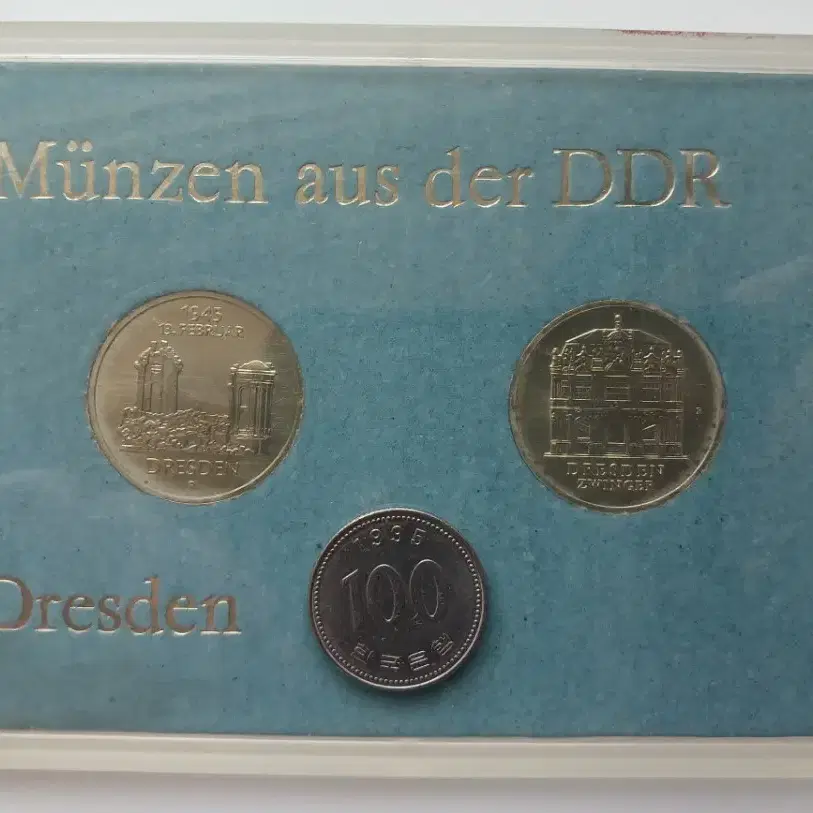 Münzen aus der DDR
1945
13. FEBRUAR
DRESDEN
DRESDEN
ZWINGER
1995
100
한국은행
Dresden